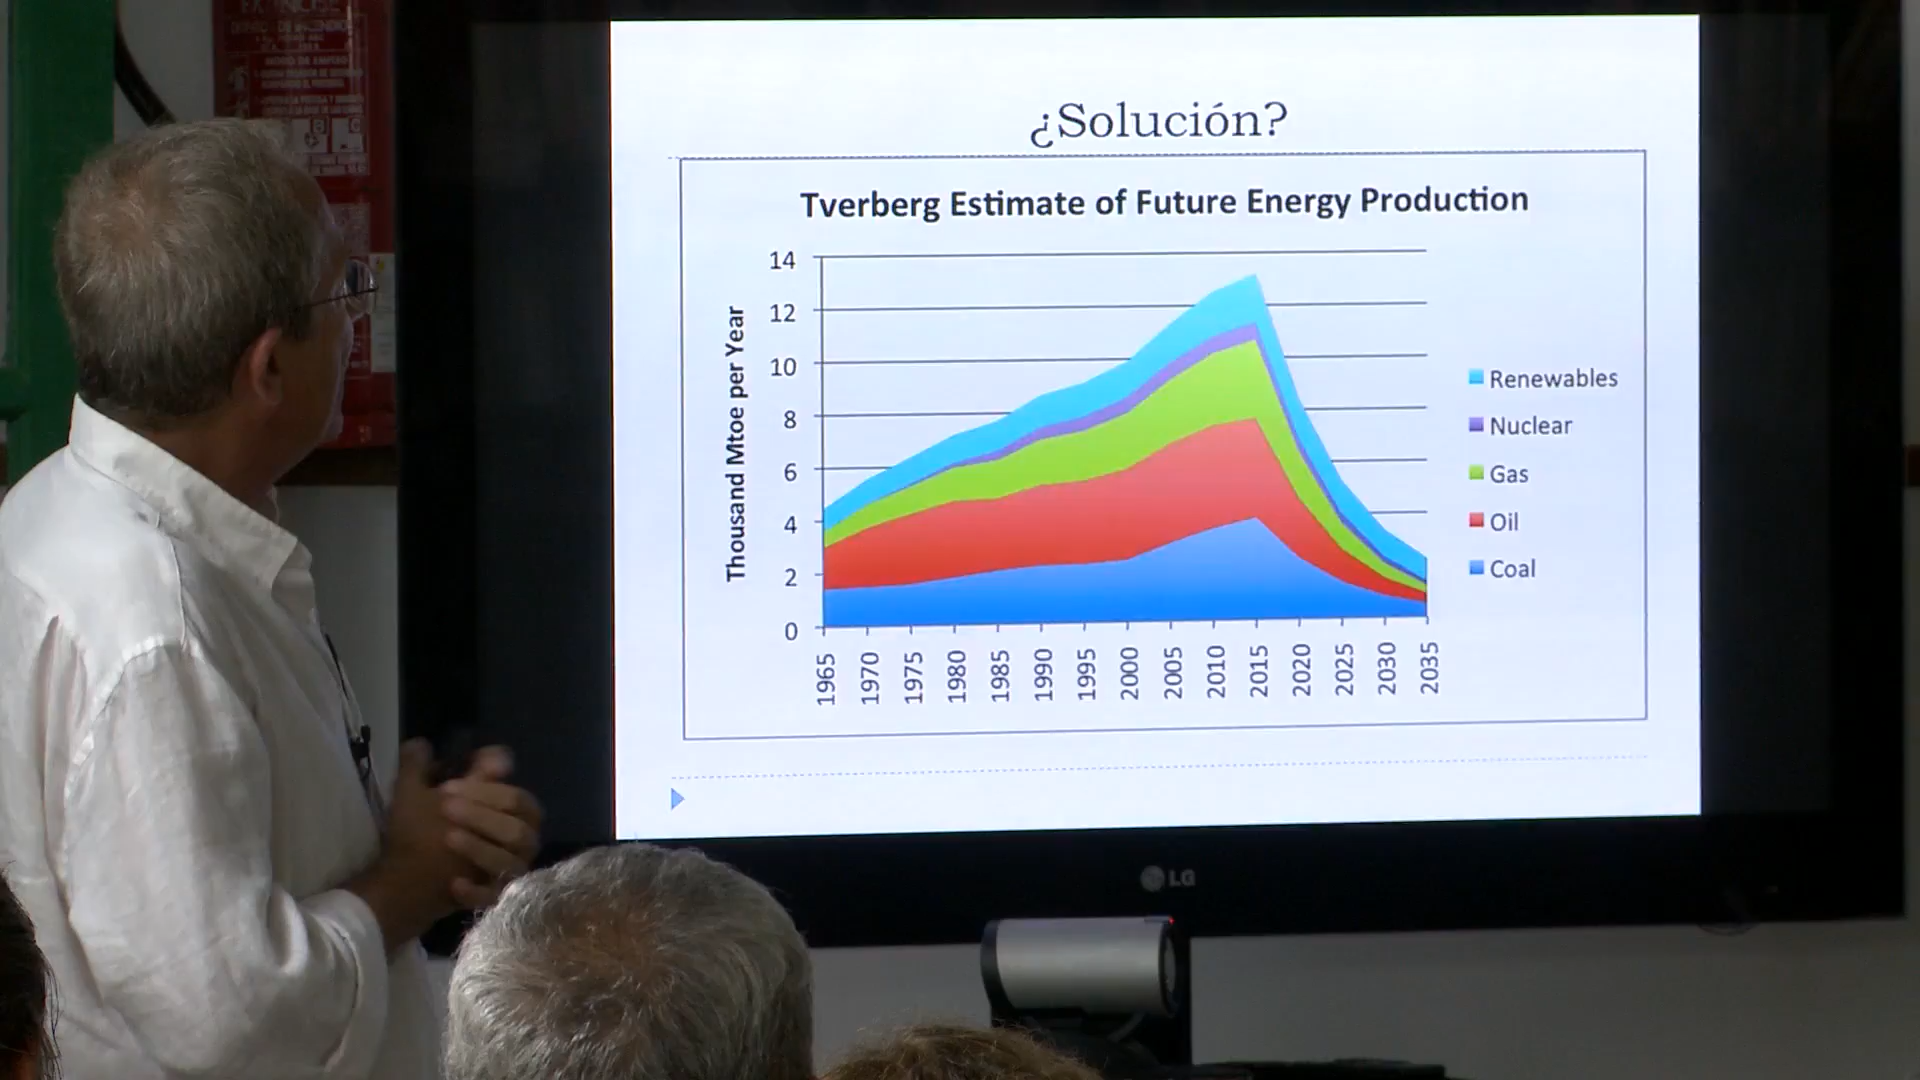 ¿Solución?
Tverberg Estimate of Future Energy Production
Thousand Mtoe per Year
14
12
10
8
6
4
2
0
1965 1970 1975 1980 1985 1990 1995 2000 2005 2010 2015 2020 2025 2030 2035
Renewables
Nuclear
Gas
Oil
Coal
LG